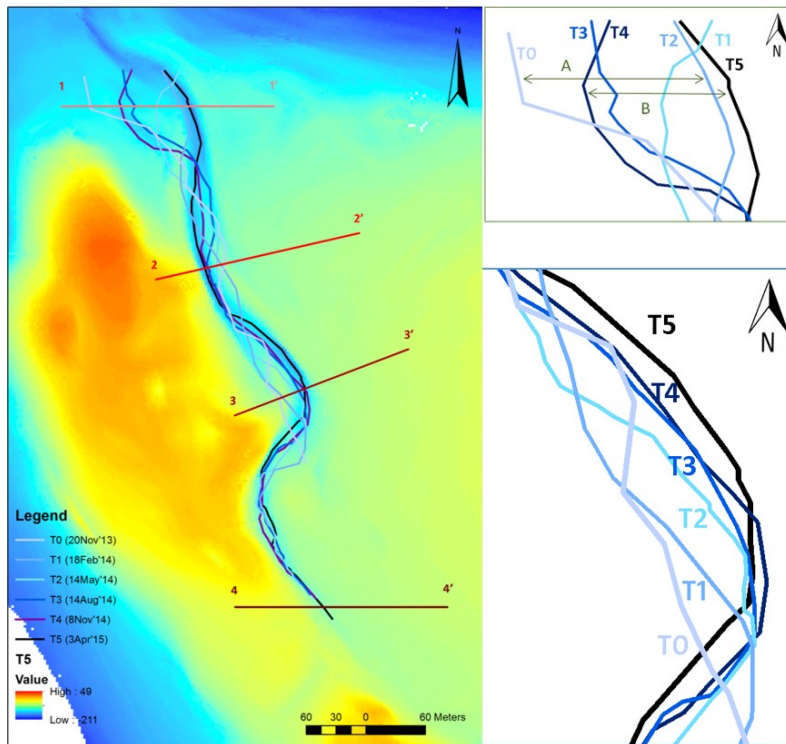 N
1
1'
2'
2
3'
3
4
4'
Legend
T0 (20Nov'13)
T1 (18Feb'14)
T2 (14May'14)
T3 (14Aug'14)
T4 (8Nov'14)
T5 (3Apr'15)
T5
Value
High : 49
Low : -211
60 30 0 60 Meters
T0
T3
T4
T2
T1
T5
A
B
N
T5
T4
T3
T2
T1
T0
N